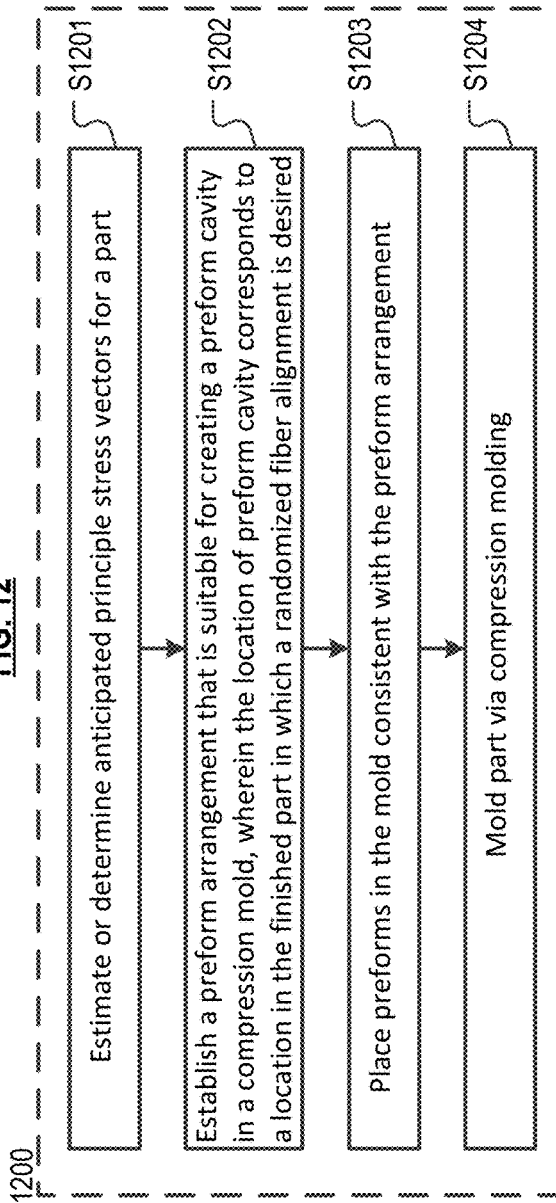 FIG. 12
1200
Estimate or determine anticipated principle stress vectors for a part
S1201
Establish a preform arrangement that is suitable for creating a preform cavity
in a compression mold, wherein the location of preform cavity corresponds to
a location in the finished part in which a randomized fiber alignment is desired
S1202
Place preforms in the mold consistent with the preform arrangement
S1203
Mold part via compression molding
S1204